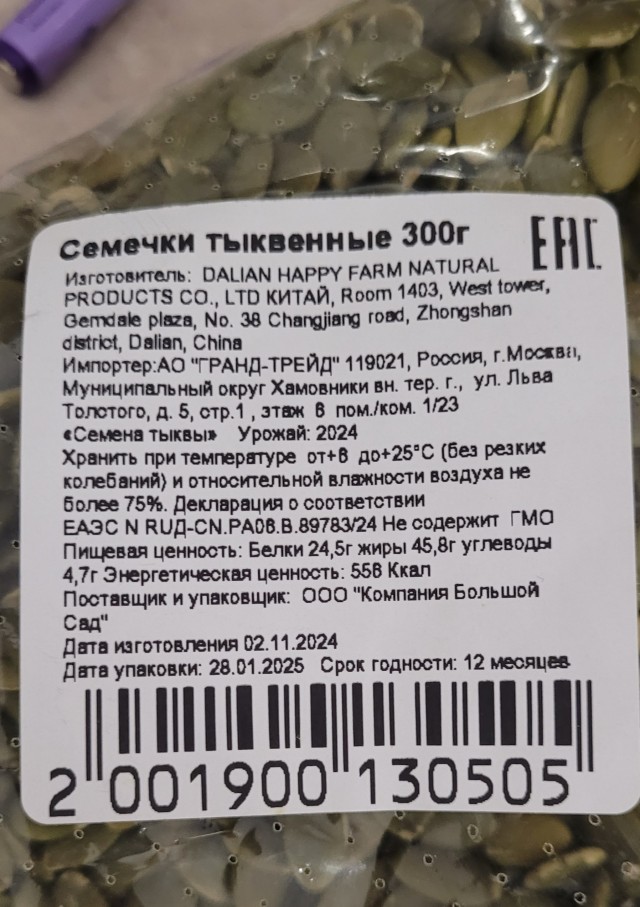 Семечки тыквенные 300г
EAC
Изготовитель: DALIAN HAPPY FARM NATURAL
PRODUCTS CO., LTD КИТАЙ, Room 1403, West tower,
Gemdale plaza, No. 38 Changjiang road, Zhongshan
district, Dalian, China
Импортер:АО "ГРАНД-ТРЕЙД" 119021, Россия, г.Москва,
Муниципальный округ Хамовники вн. тер. г., ул. Льва
Толстого, д. 5, стр.1 , этаж 6 пом./ком. 1/23
«Семена тыквы» Урожай: 2024
Хранить при температуре от+6 до+25°С (без резких
колебаний) и относительной влажности воздуха не
более 75%. Декларация о соответствии
ЕАЭС N RUД-CN.РА06.В.89783/24 Не содержит ГМО
Пищевая ценность: Белки 24,5г жиры 45,8г углеводы
4,7г Энергетическая ценность: 556 Ккал
Поставщик и упаковщик: ООО "Компания Большой
Сад"
Дата изготовления 02.11.2024
Дата упаковки: 28.01.2025 Срок годности: 12 месяцев
2 001900 130505